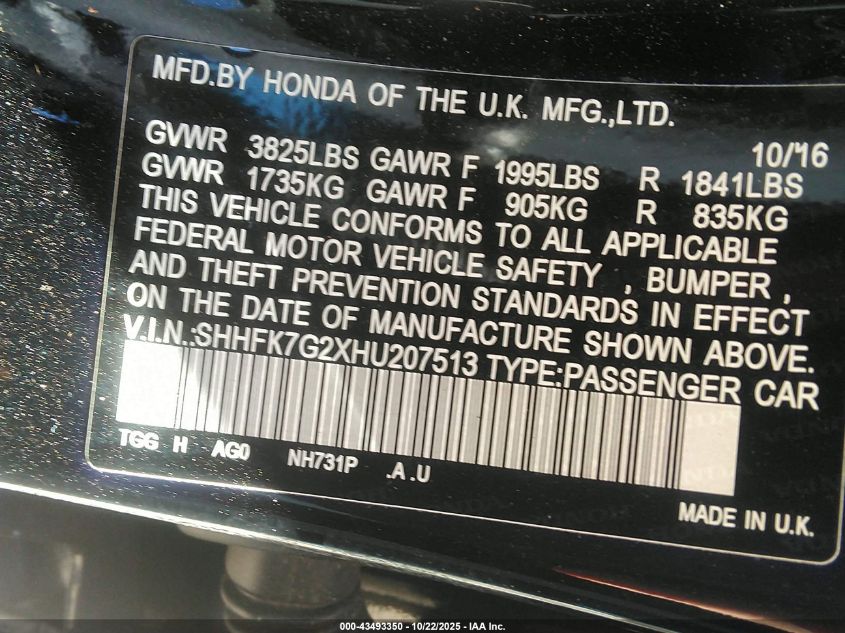 MFD.BY HONDA OF THE U.K. MFG.,LTD.
10/'16
GVWR 3825LBS GAWR F 1995LBS R 1841LBS
GVWR 1735KG GAWR F 905KG R 835KG
THIS VEHICLE CONFORMS TO ALL APPLICABLE
FEDERAL MOTOR VEHICLE SAFETY , BUMPER ,
AND THEFT PREVENTION STANDARDS IN EFFECT
ON THE DATE OF MANUFACTURE SHOWN ABOVE.
V.I.N.:SHHFK7G2XHU207513 TYPE:PASSENGER CAR
TGG H AG0 NH731P .A .U
MADE IN U.K.
000-43493350 - 10/22/2025 - IAA Inc.